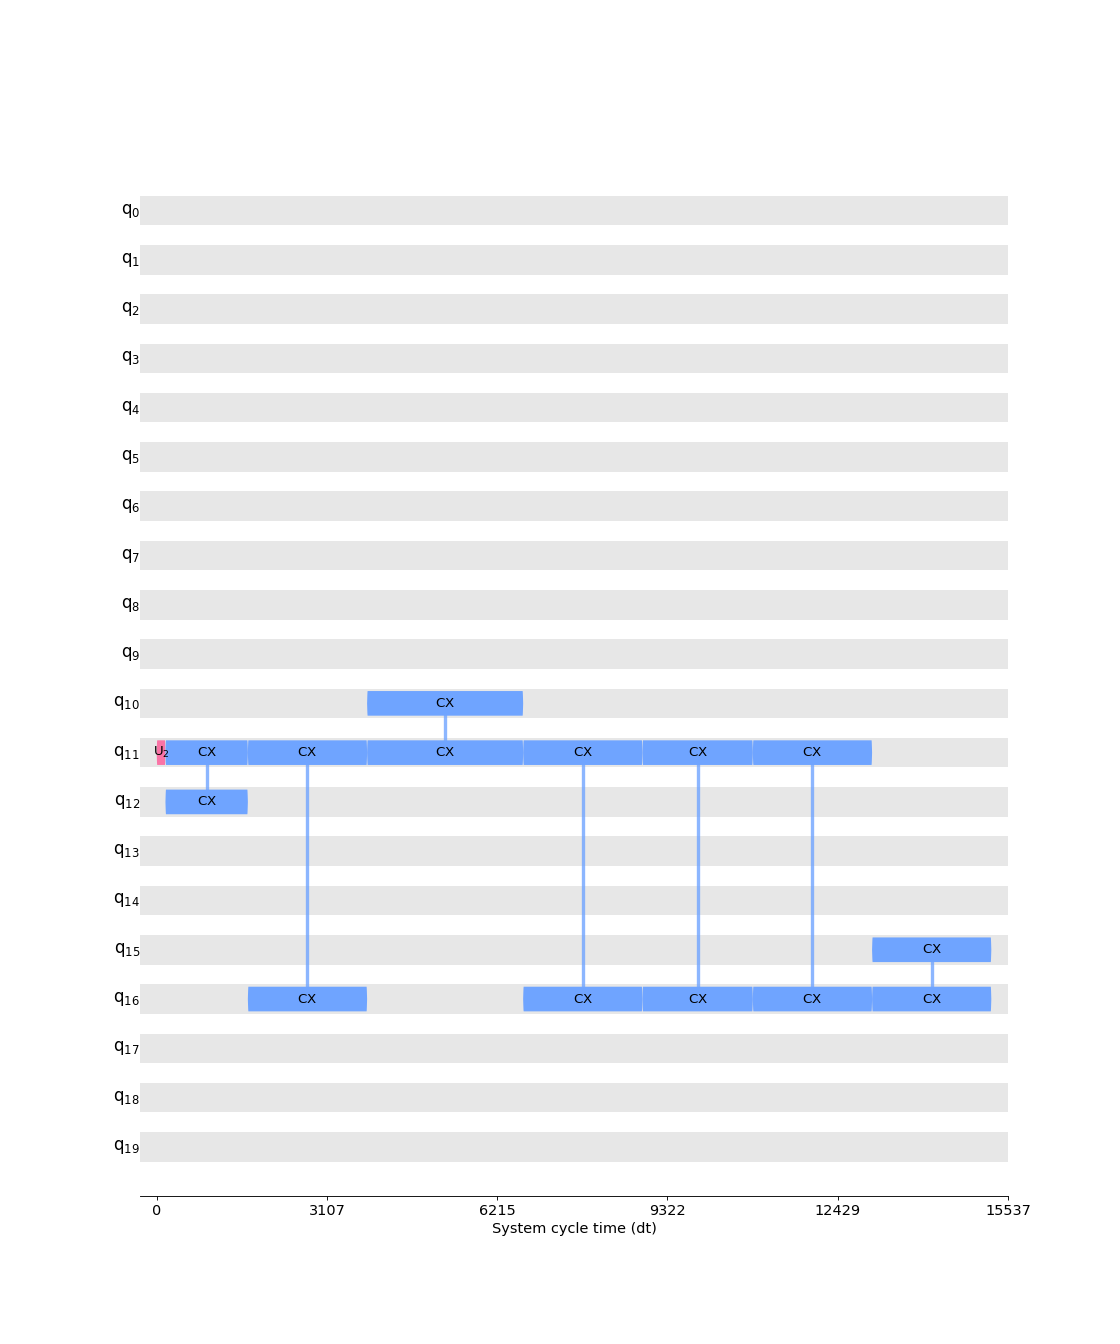 q0
q1
q2
q3
q4
q5
q6
q7
q8
q9
q10 CX
q11 U2 CX CX CX CX CX CX
q12 CX
q13
q14
q15 CX
q16 CX CX CX CX CX
q17
q18
q19
0 3107 6215 9322 12429 15537
System cycle time (dt)